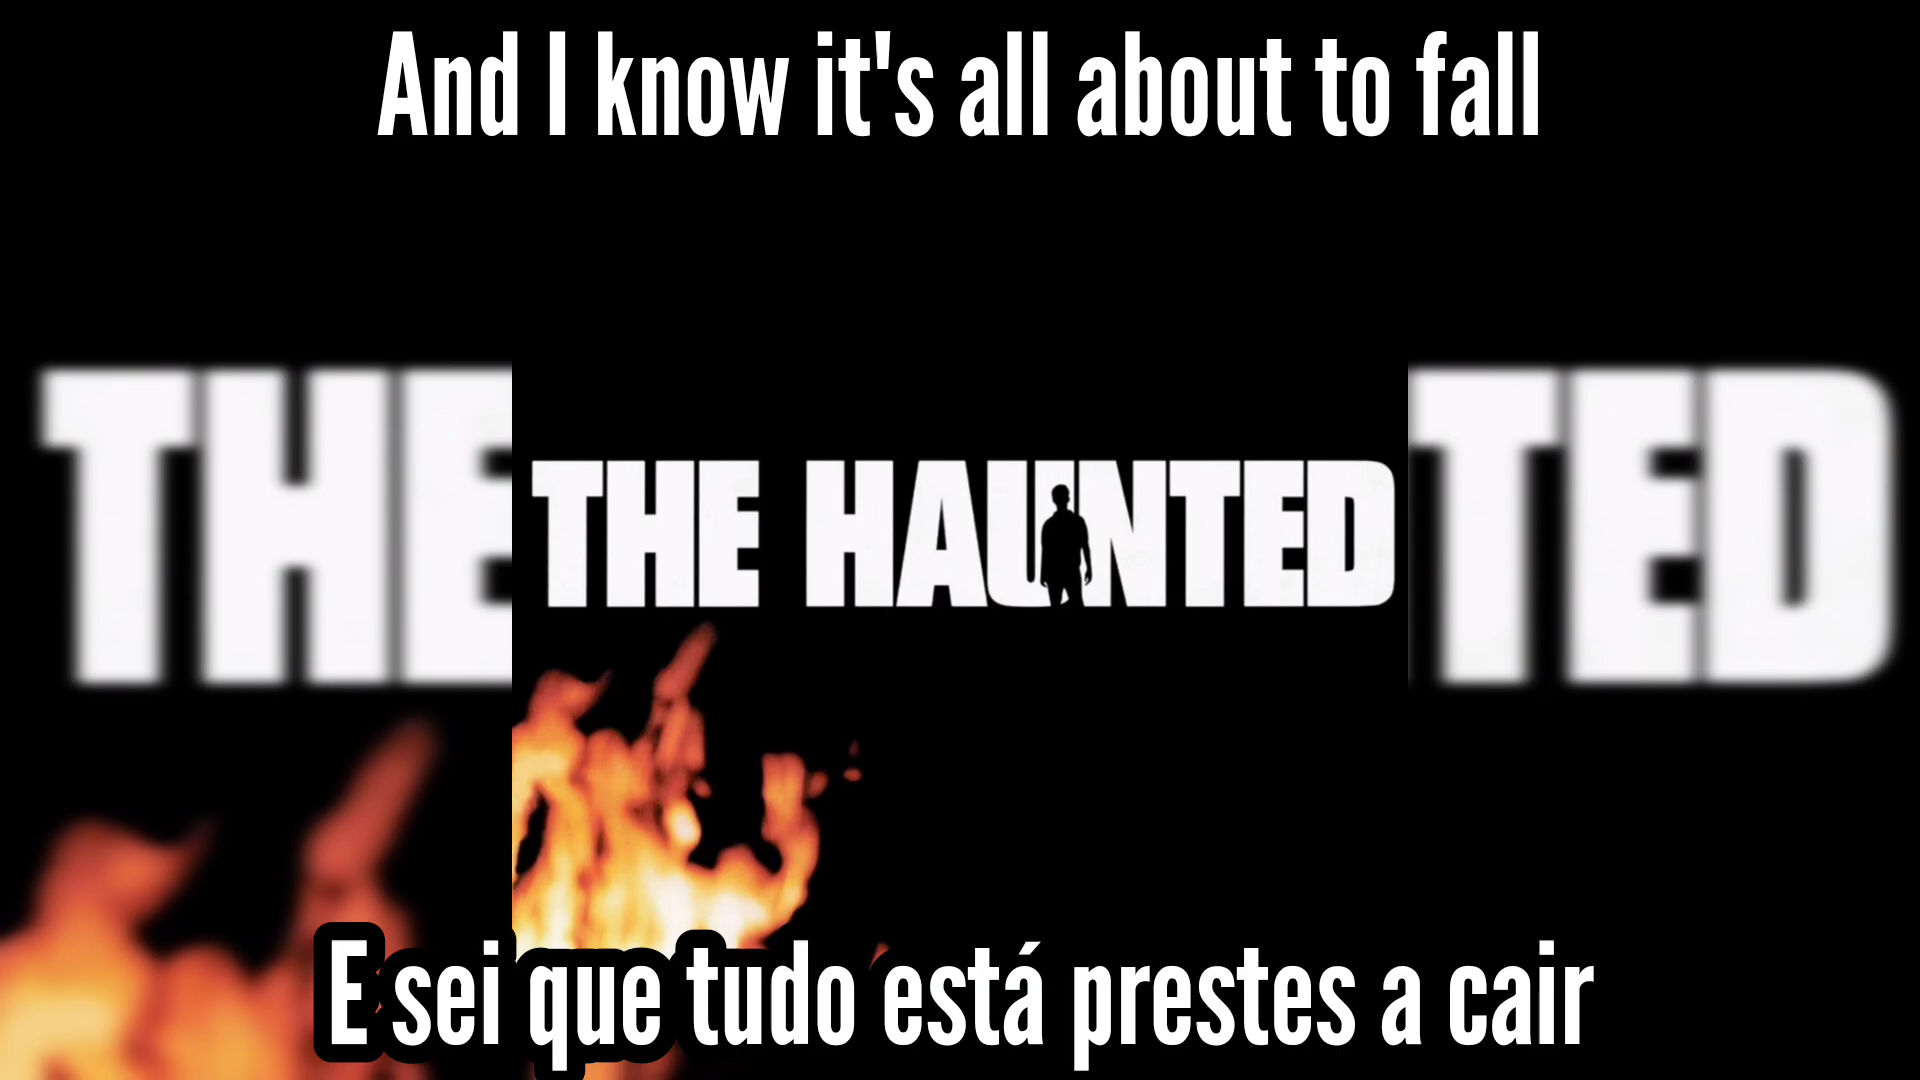 And I know it's all about to fall
THE HAUNTED
THE
TED
E sei que tudo está prestes a cair